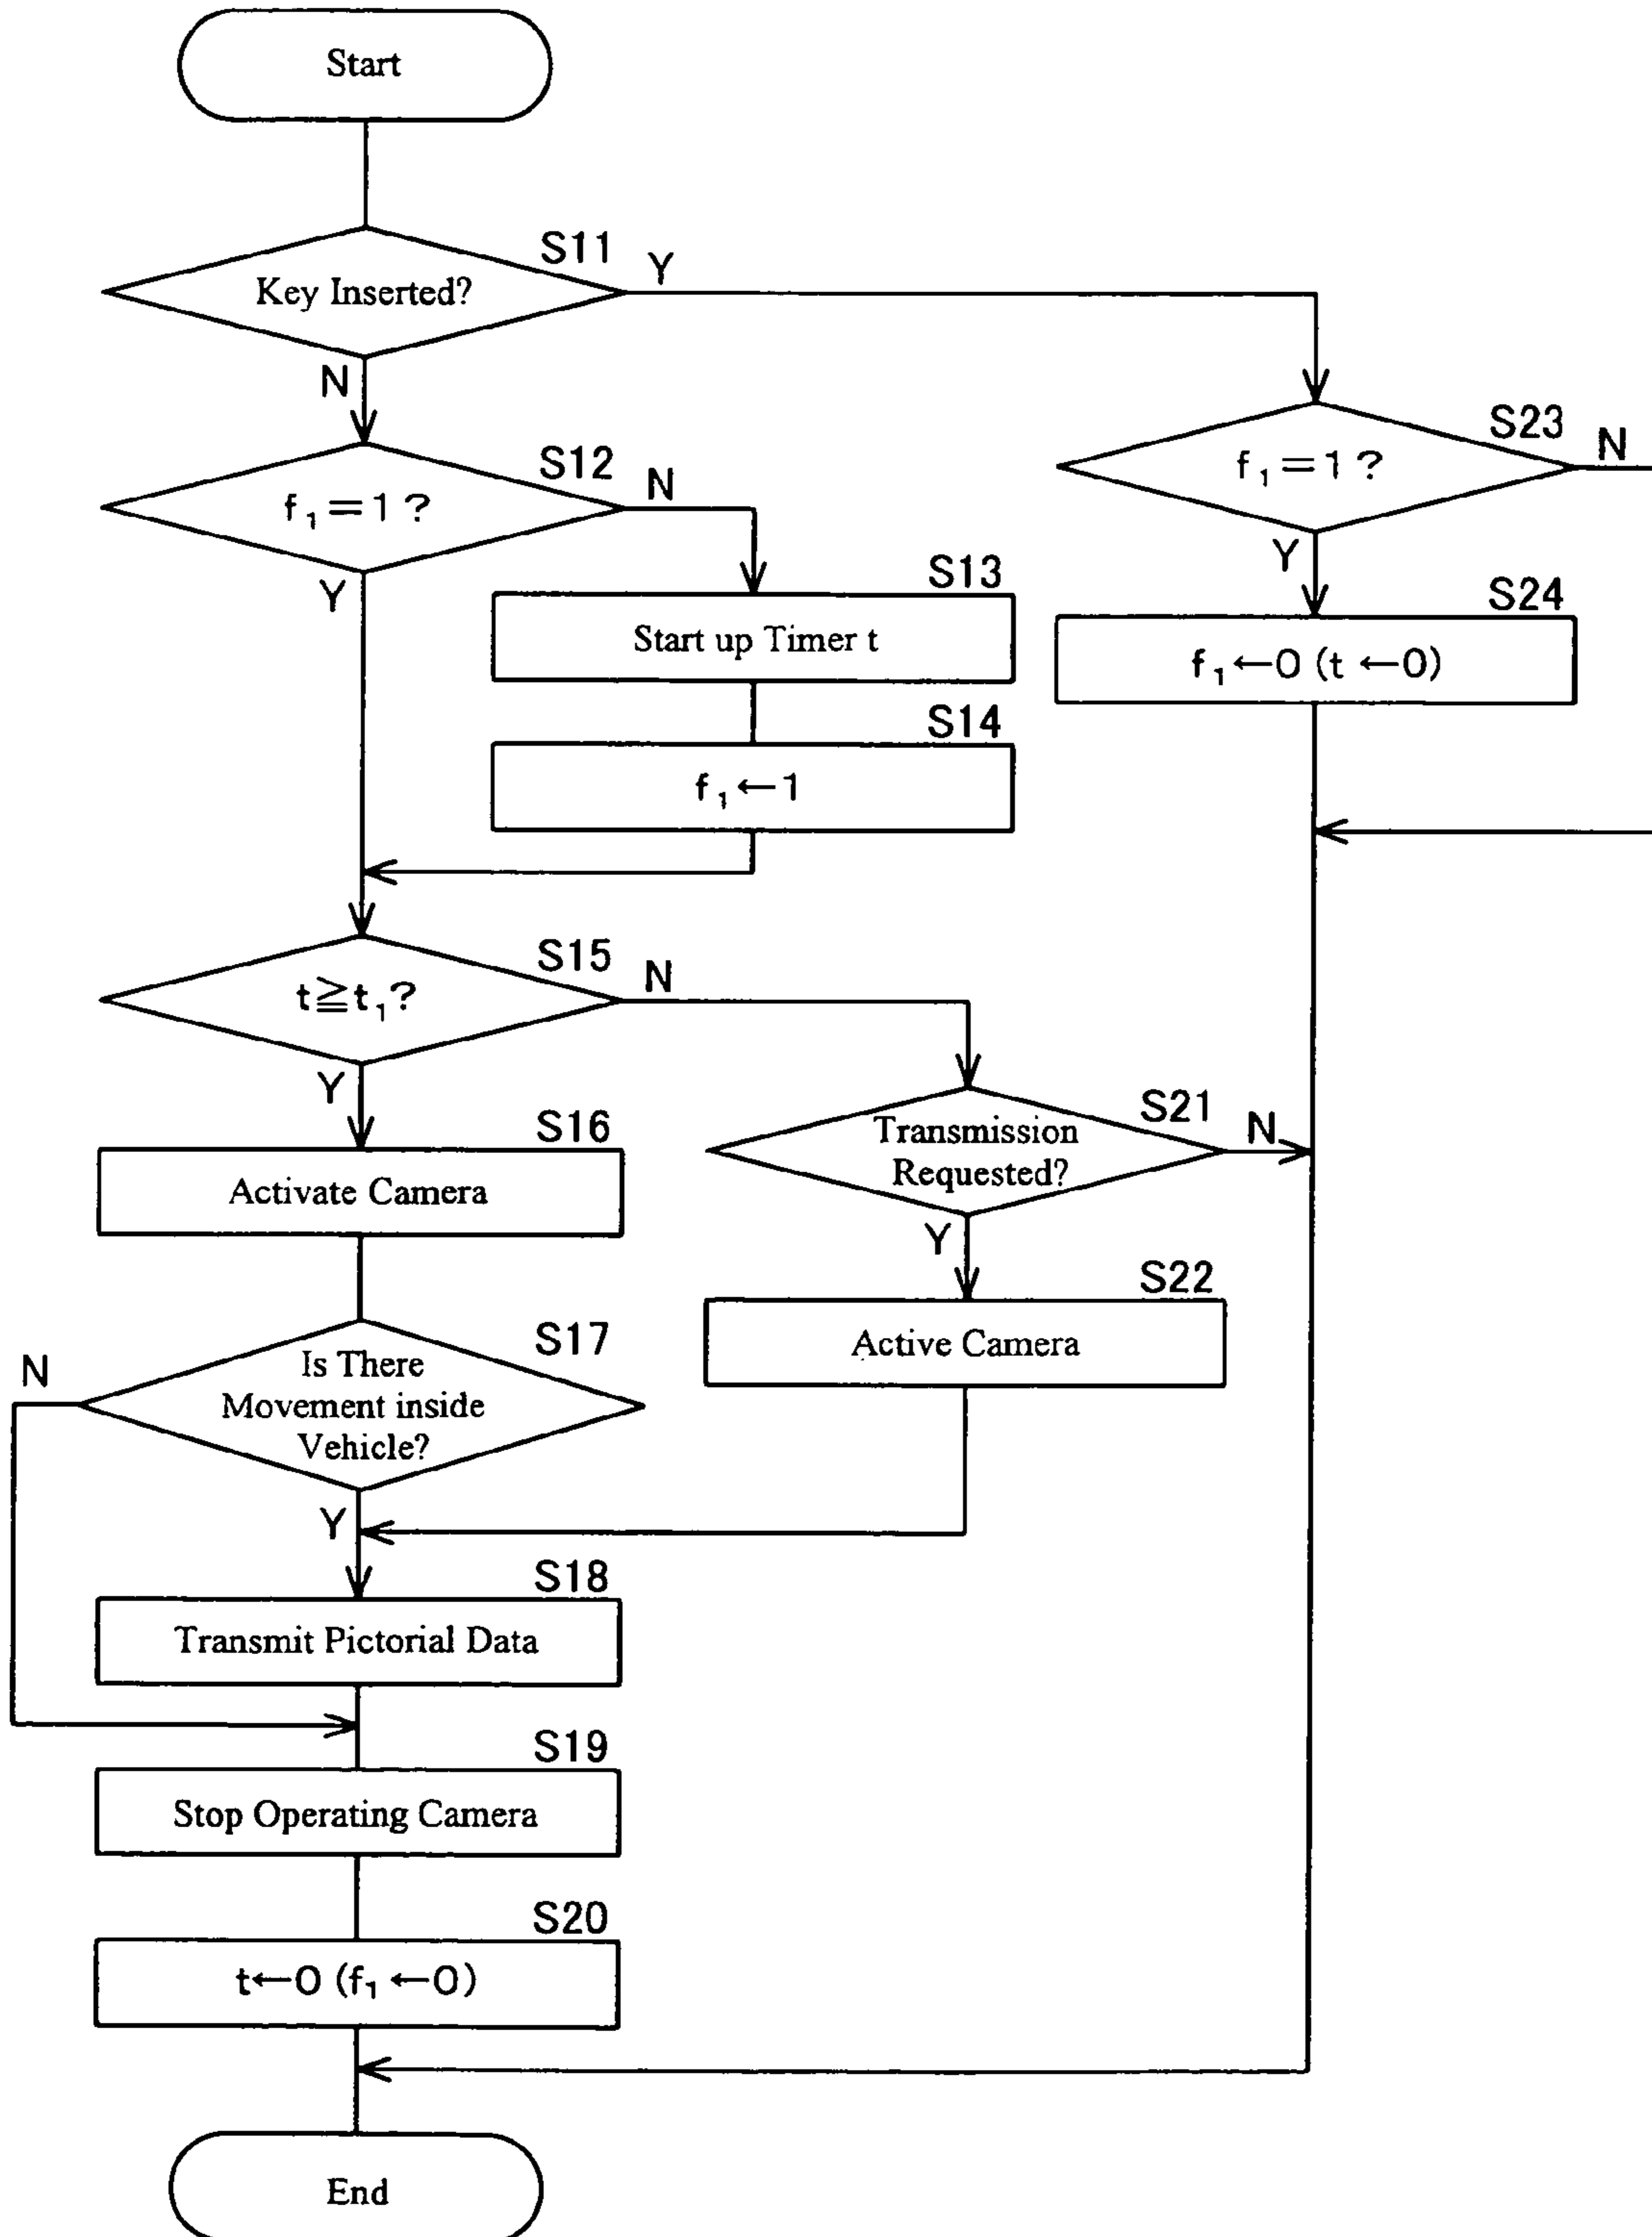 Start
S11
Key Inserted?
Y
N
S12
f₁=1?
N
Y
S23
f₁=1?
N
Y
S13
Start up Timer t
S24
f₁←0 (t ←0)
S14
f₁←1
S15
t≧t₁?
N
Y
S21
Transmission
Requested?
N
Y
S16
Activate Camera
S22
Active Camera
S17
Is There
Movement inside
Vehicle?
N
Y
S18
Transmit Pictorial Data
S19
Stop Operating Camera
S20
t←0 (f₁ ←0)
End